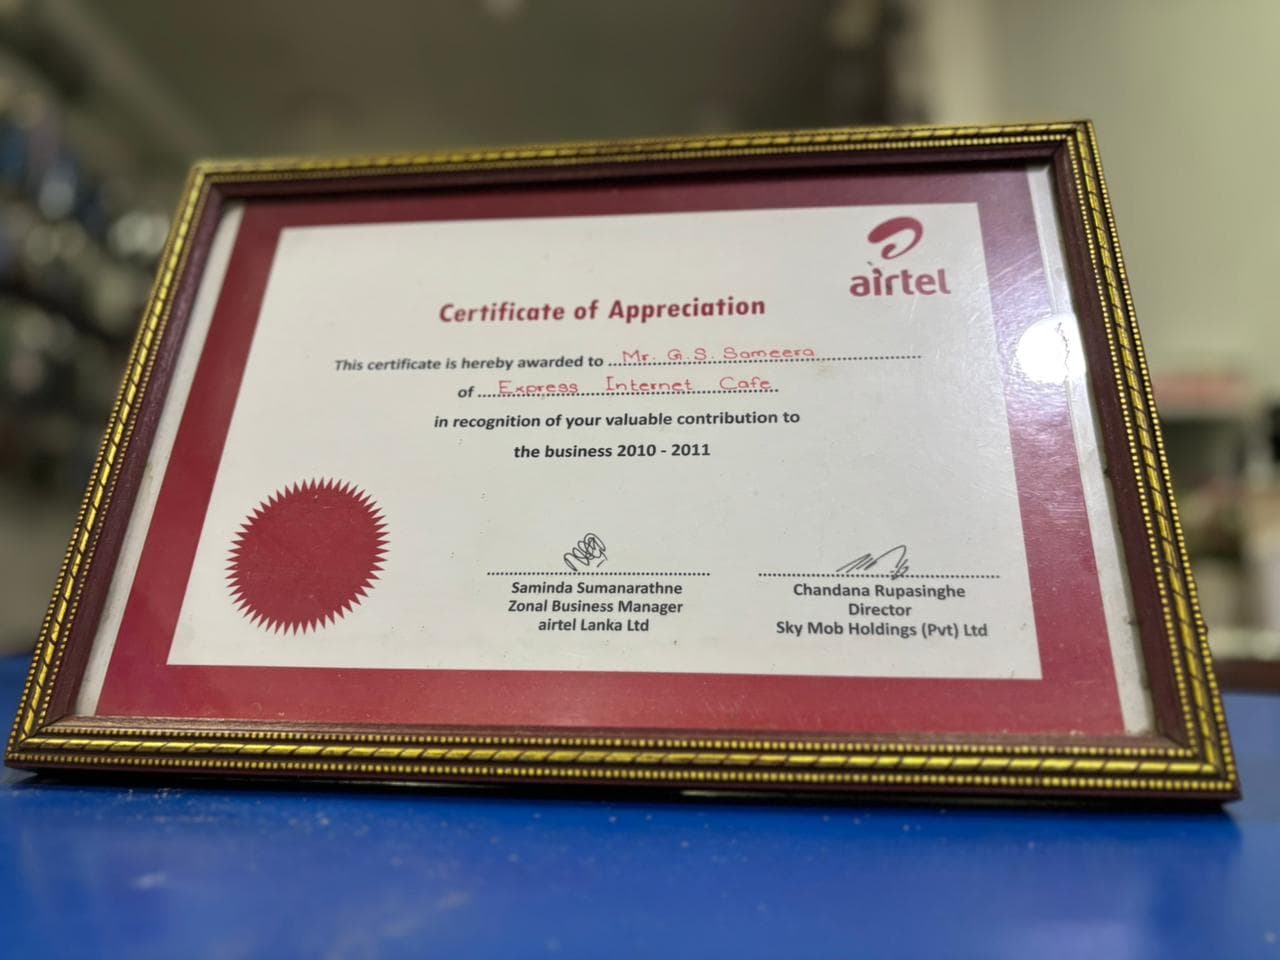 airtel
Certificate of Appreciation
This certificate is hereby awarded to ...Mr. G.S. Sameera...
of ...Express Internet Cafe...
in recognition of your valuable contribution to
the business 2010 - 2011
Saminda Sumanarathne
Zonal Business Manager
airtel Lanka Ltd
Chandana Rupasinghe
Director
Sky Mob Holdings (Pvt) Ltd